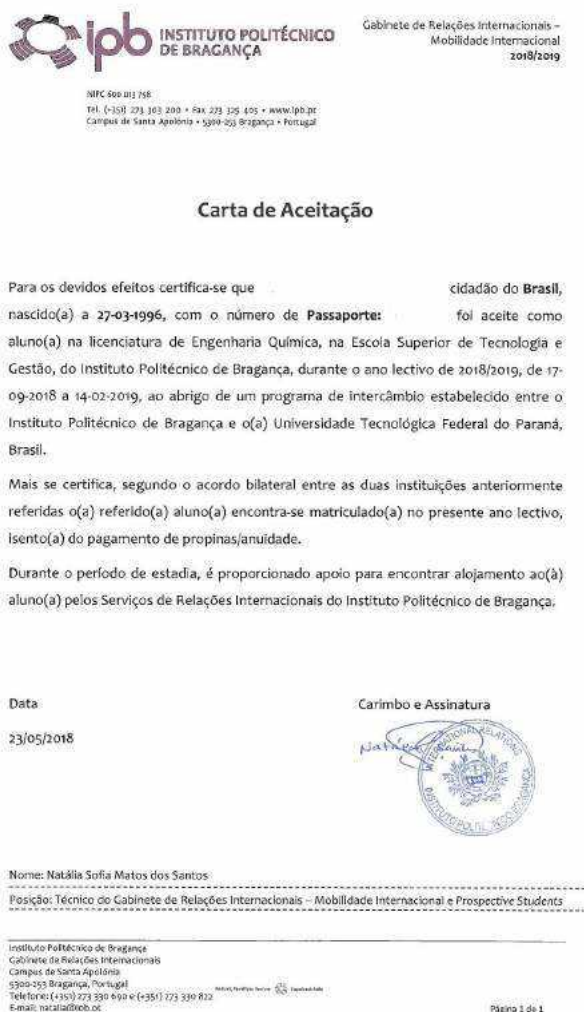 ipb INSTITUTO POLITÉCNICO
DE BRAGANÇA
Gabinete de Relações Internacionais –
Mobilidade Internacional
2018/2019
NIPC 600 013 758
Tel. (+351) 273 303 200 • Fax 273 325 405 • www.ipb.pt
Campus de Santa Apolónia • 5300-253 Bragança • Portugal
Carta de Aceitação
Para os devidos efeitos certifica-se que cidadão do Brasil,
nascido(a) a 27-03-1996, com o número de Passaporte: foi aceite como
aluno(a) na licenciatura de Engenharia Química, na Escola Superior de Tecnologia e
Gestão, do Instituto Politécnico de Bragança, durante o ano lectivo de 2018/2019, de 17-
09-2018 a 14-02-2019, ao abrigo de um programa de intercâmbio estabelecido entre o
Instituto Politécnico de Bragança e o(a) Universidade Tecnológica Federal do Paraná,
Brasil.
Mais se certifica, segundo o acordo bilateral entre as duas instituições anteriormente
referidas o(a) referido(a) aluno(a) encontra-se matriculado(a) no presente ano lectivo,
isento(a) do pagamento de propinas/anuidade.
Durante o período de estadia, é proporcionado apoio para encontrar alojamento ao(à)
aluno(a) pelos Serviços de Relações Internacionais do Instituto Politécnico de Bragança.
Data
Carimbo e Assinatura
23/05/2018
INTERNATIONAL RELATIONS
Nome: Natália Sofia Matos dos Santos
Posição: Técnico do Gabinete de Relações Internacionais – Mobilidade Internacional e Prospective Students
Instituto Politécnico de Bragança
Gabinete de Relações Internacionais
Campus de Santa Apolónia
5300-253 Bragança, Portugal
Telefone: (+351) 273 330 690 e (+351) 273 330 822
E-mail: natalia@ipb.pt
Página 1 de 1